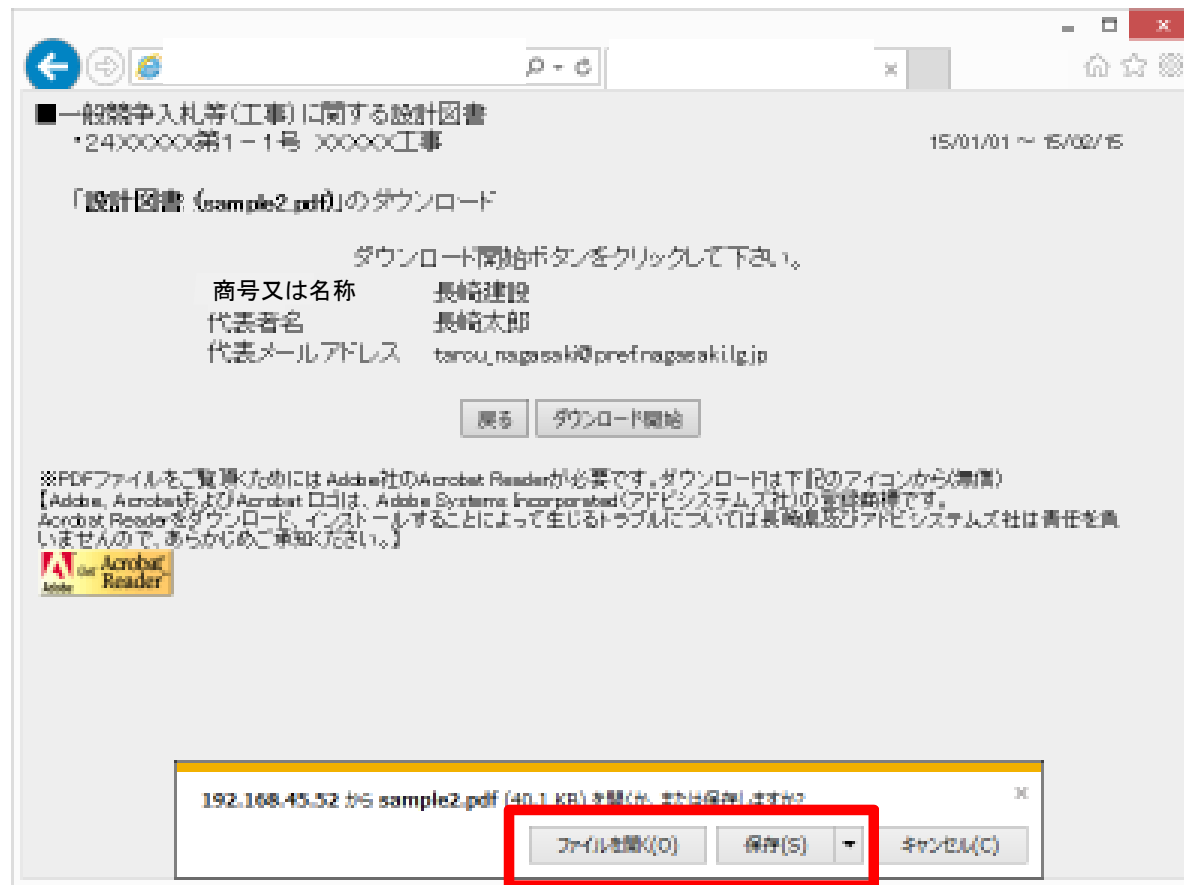 ■一般競争入札等(工事)に関する設計図書
・24XXXXX第1-1号 XXXXX工事 15/01/01 ~ 15/02/15
「設計図書 (sample2.pdf)」のダウンロード
ダウンロード開始ボタンをクリックして下さい。
商号又は名称 長崎建設
代表者名 長崎太郎
代表メールアドレス tarou_nagasaki@pref.nagasaki.lg.jp
戻る ダウンロード開始
※PDFファイルをご覧頂くためにはAdobe社のAcrobat Readerが必要です。ダウンロードは下記のアイコンから(無償)
【Adobe、AcrobatおよびAcrobat ロゴは、Adobe Systems Incorporated(アドビシステムズ社)の登録商標です。
Acrobat Readerをダウンロード、インストールすることによって生じるトラブルについては長崎県及びアドビシステムズ社は責任を負
いませんので、あらかじめご承知ください。】
Adobe Get Acrobat Reader
192.168.45.52 から sample2.pdf (40.1 KB) を開くか、または保存しますか?
ファイルを開く(O) 保存(S) キャンセル(C)